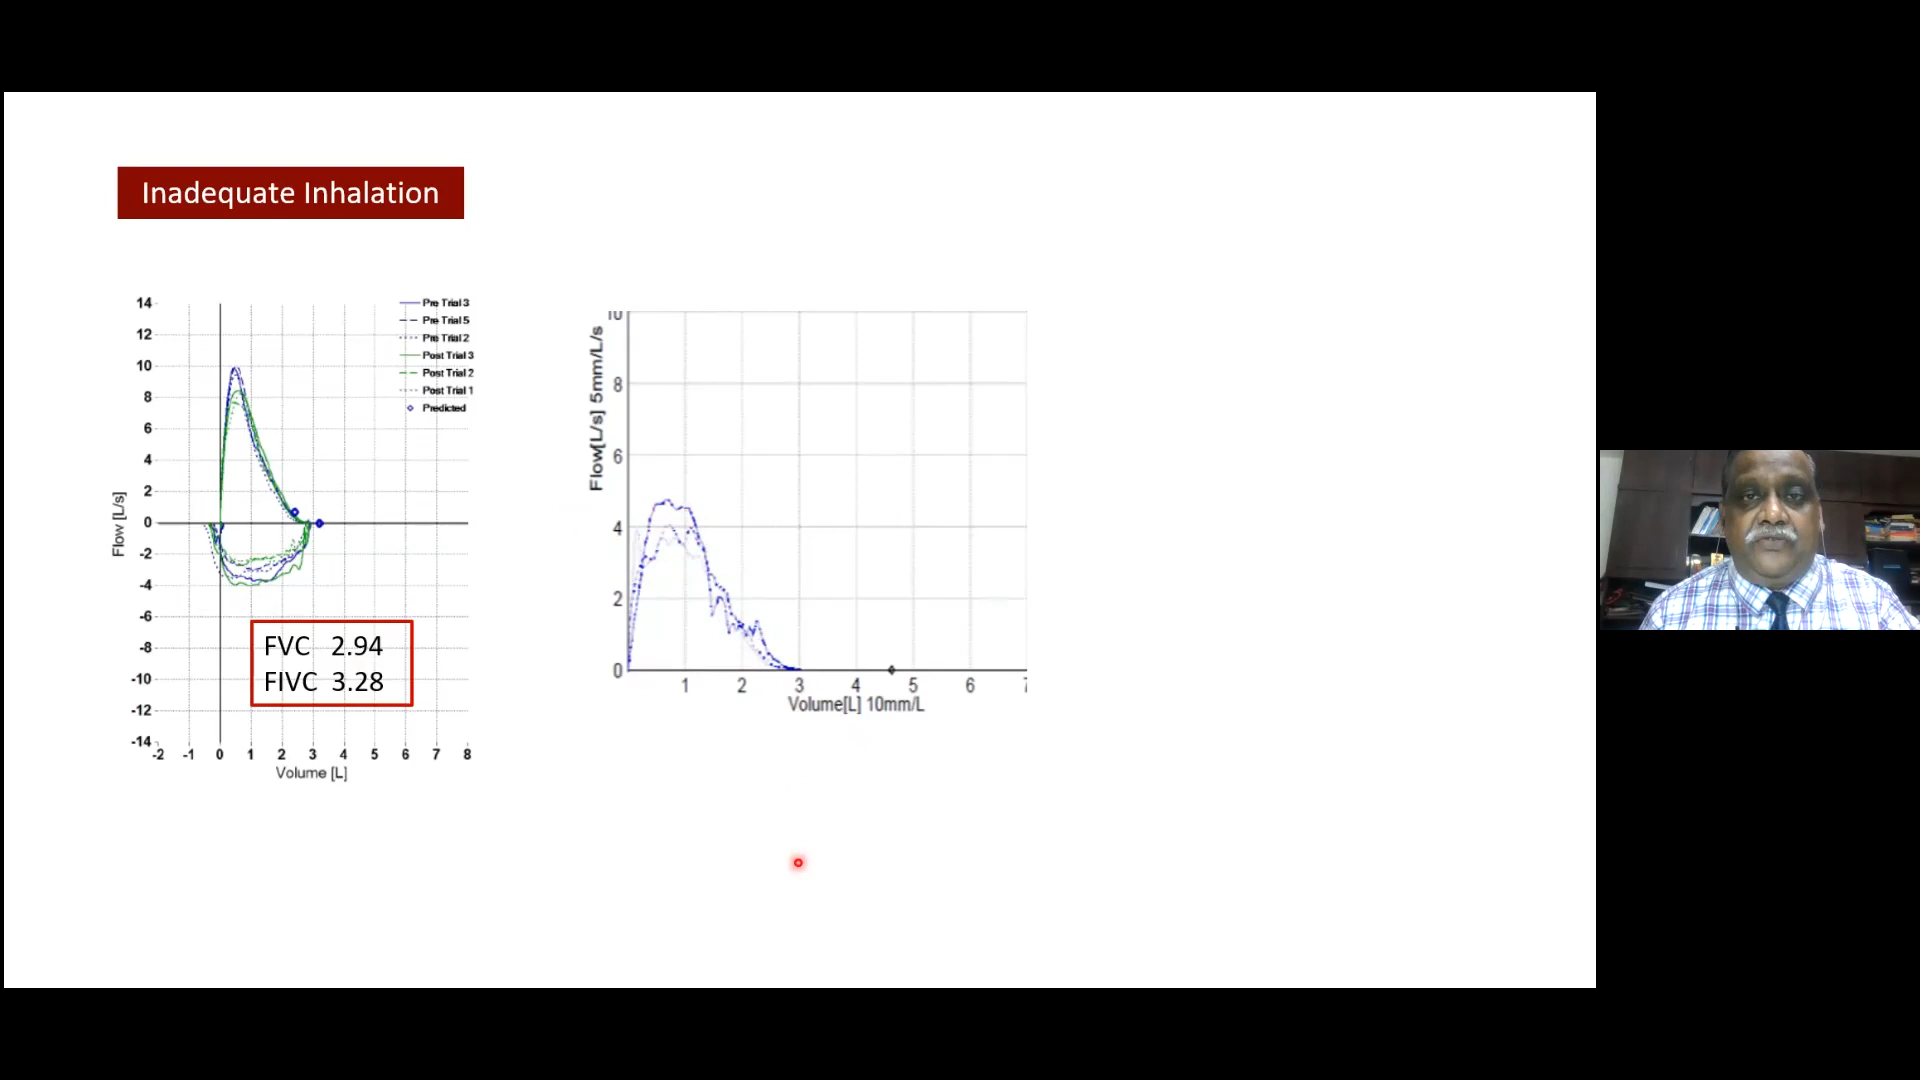 Inadequate Inhalation
14
12
10
8
6
4
2
0
-2
-4
-6
-8
-10
-12
-14
Flow [L/s]
-2 -1 0 1 2 3 4 5 6 7 8
Volume [L]
Pre Trial 3
Pre Trial 5
Pre Trial 2
Post Trial 3
Post Trial 2
Post Trial 1
Predicted
FVC 2.94
FIVC 3.28
Flow[L/s] 5mm/L/s
10
8
6
4
2
0
1 2 3 4 5 6 7
Volume[L] 10mm/L